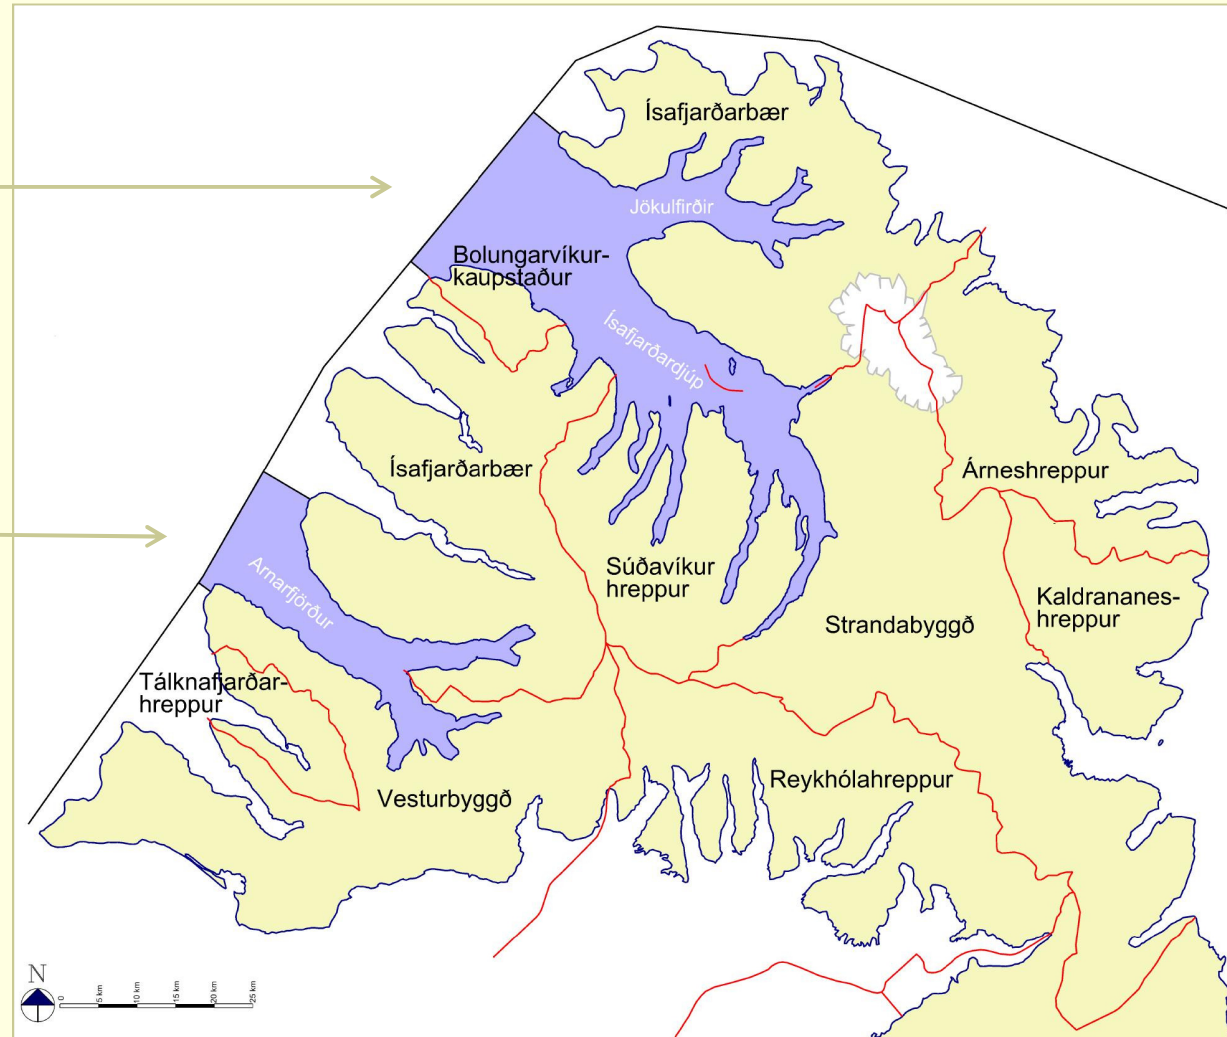 Ísafjarðarbær
Jökulfirðir
Bolungarvíkur-
kaupstaður
Ísafjarðardjúp
Ísafjarðarbær
Árneshreppur
Arnarfjörður
Súðavíkur
hreppur
Kaldrananes-
hreppur
Strandabyggð
Tálknafjarðar-
hreppur
Reykhólahreppur
Vesturbyggð
N
0 5 km 10 km 15 km 20 km 25 km